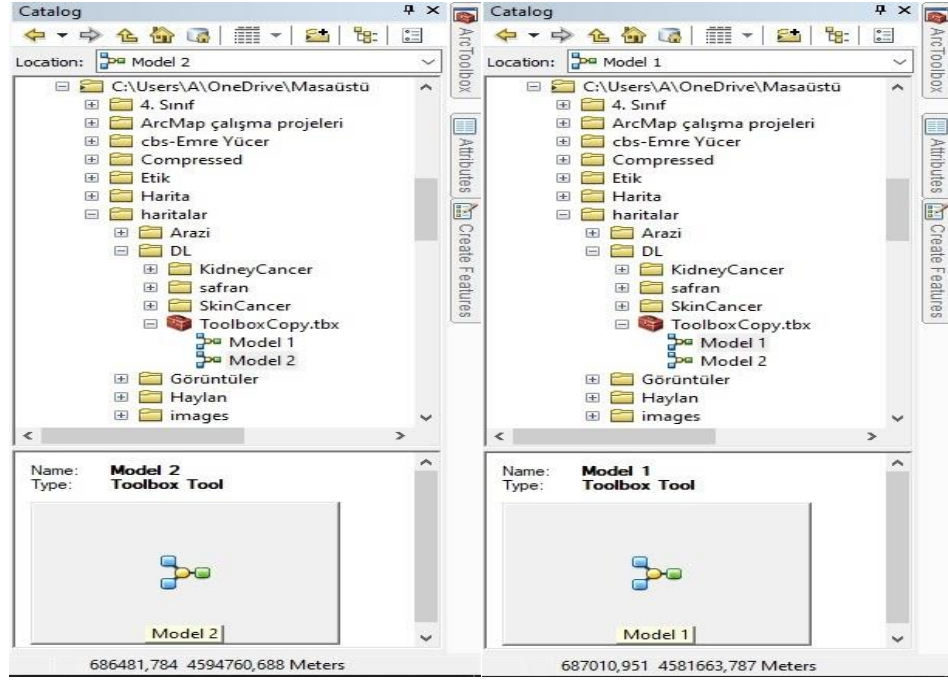 Catalog
Location: Model 2
C:\Users\A\OneDrive\Masaüstü
4. Sınıf
ArcMap çalışma projeleri
cbs-Emre Yücer
Compressed
Etik
Harita
haritalar
Arazi
DL
KidneyCancer
safran
SkinCancer
ToolboxCopy.tbx
Model 1
Model 2
Görüntüler
Haylan
images
Name: Model 2
Type: Toolbox Tool
Model 2
686481,784 4594760,688 Meters
ArcToolbox
Attributes
Create Features
Catalog
Location: Model 1
C:\Users\A\OneDrive\Masaüstü
4. Sınıf
ArcMap çalışma projeleri
cbs-Emre Yücer
Compressed
Etik
Harita
haritalar
Arazi
DL
KidneyCancer
safran
SkinCancer
ToolboxCopy.tbx
Model 1
Model 2
Görüntüler
Haylan
images
Name: Model 1
Type: Toolbox Tool
Model 1
687010,951 4581663,787 Meters
ArcToolbox
Attributes
Create Features